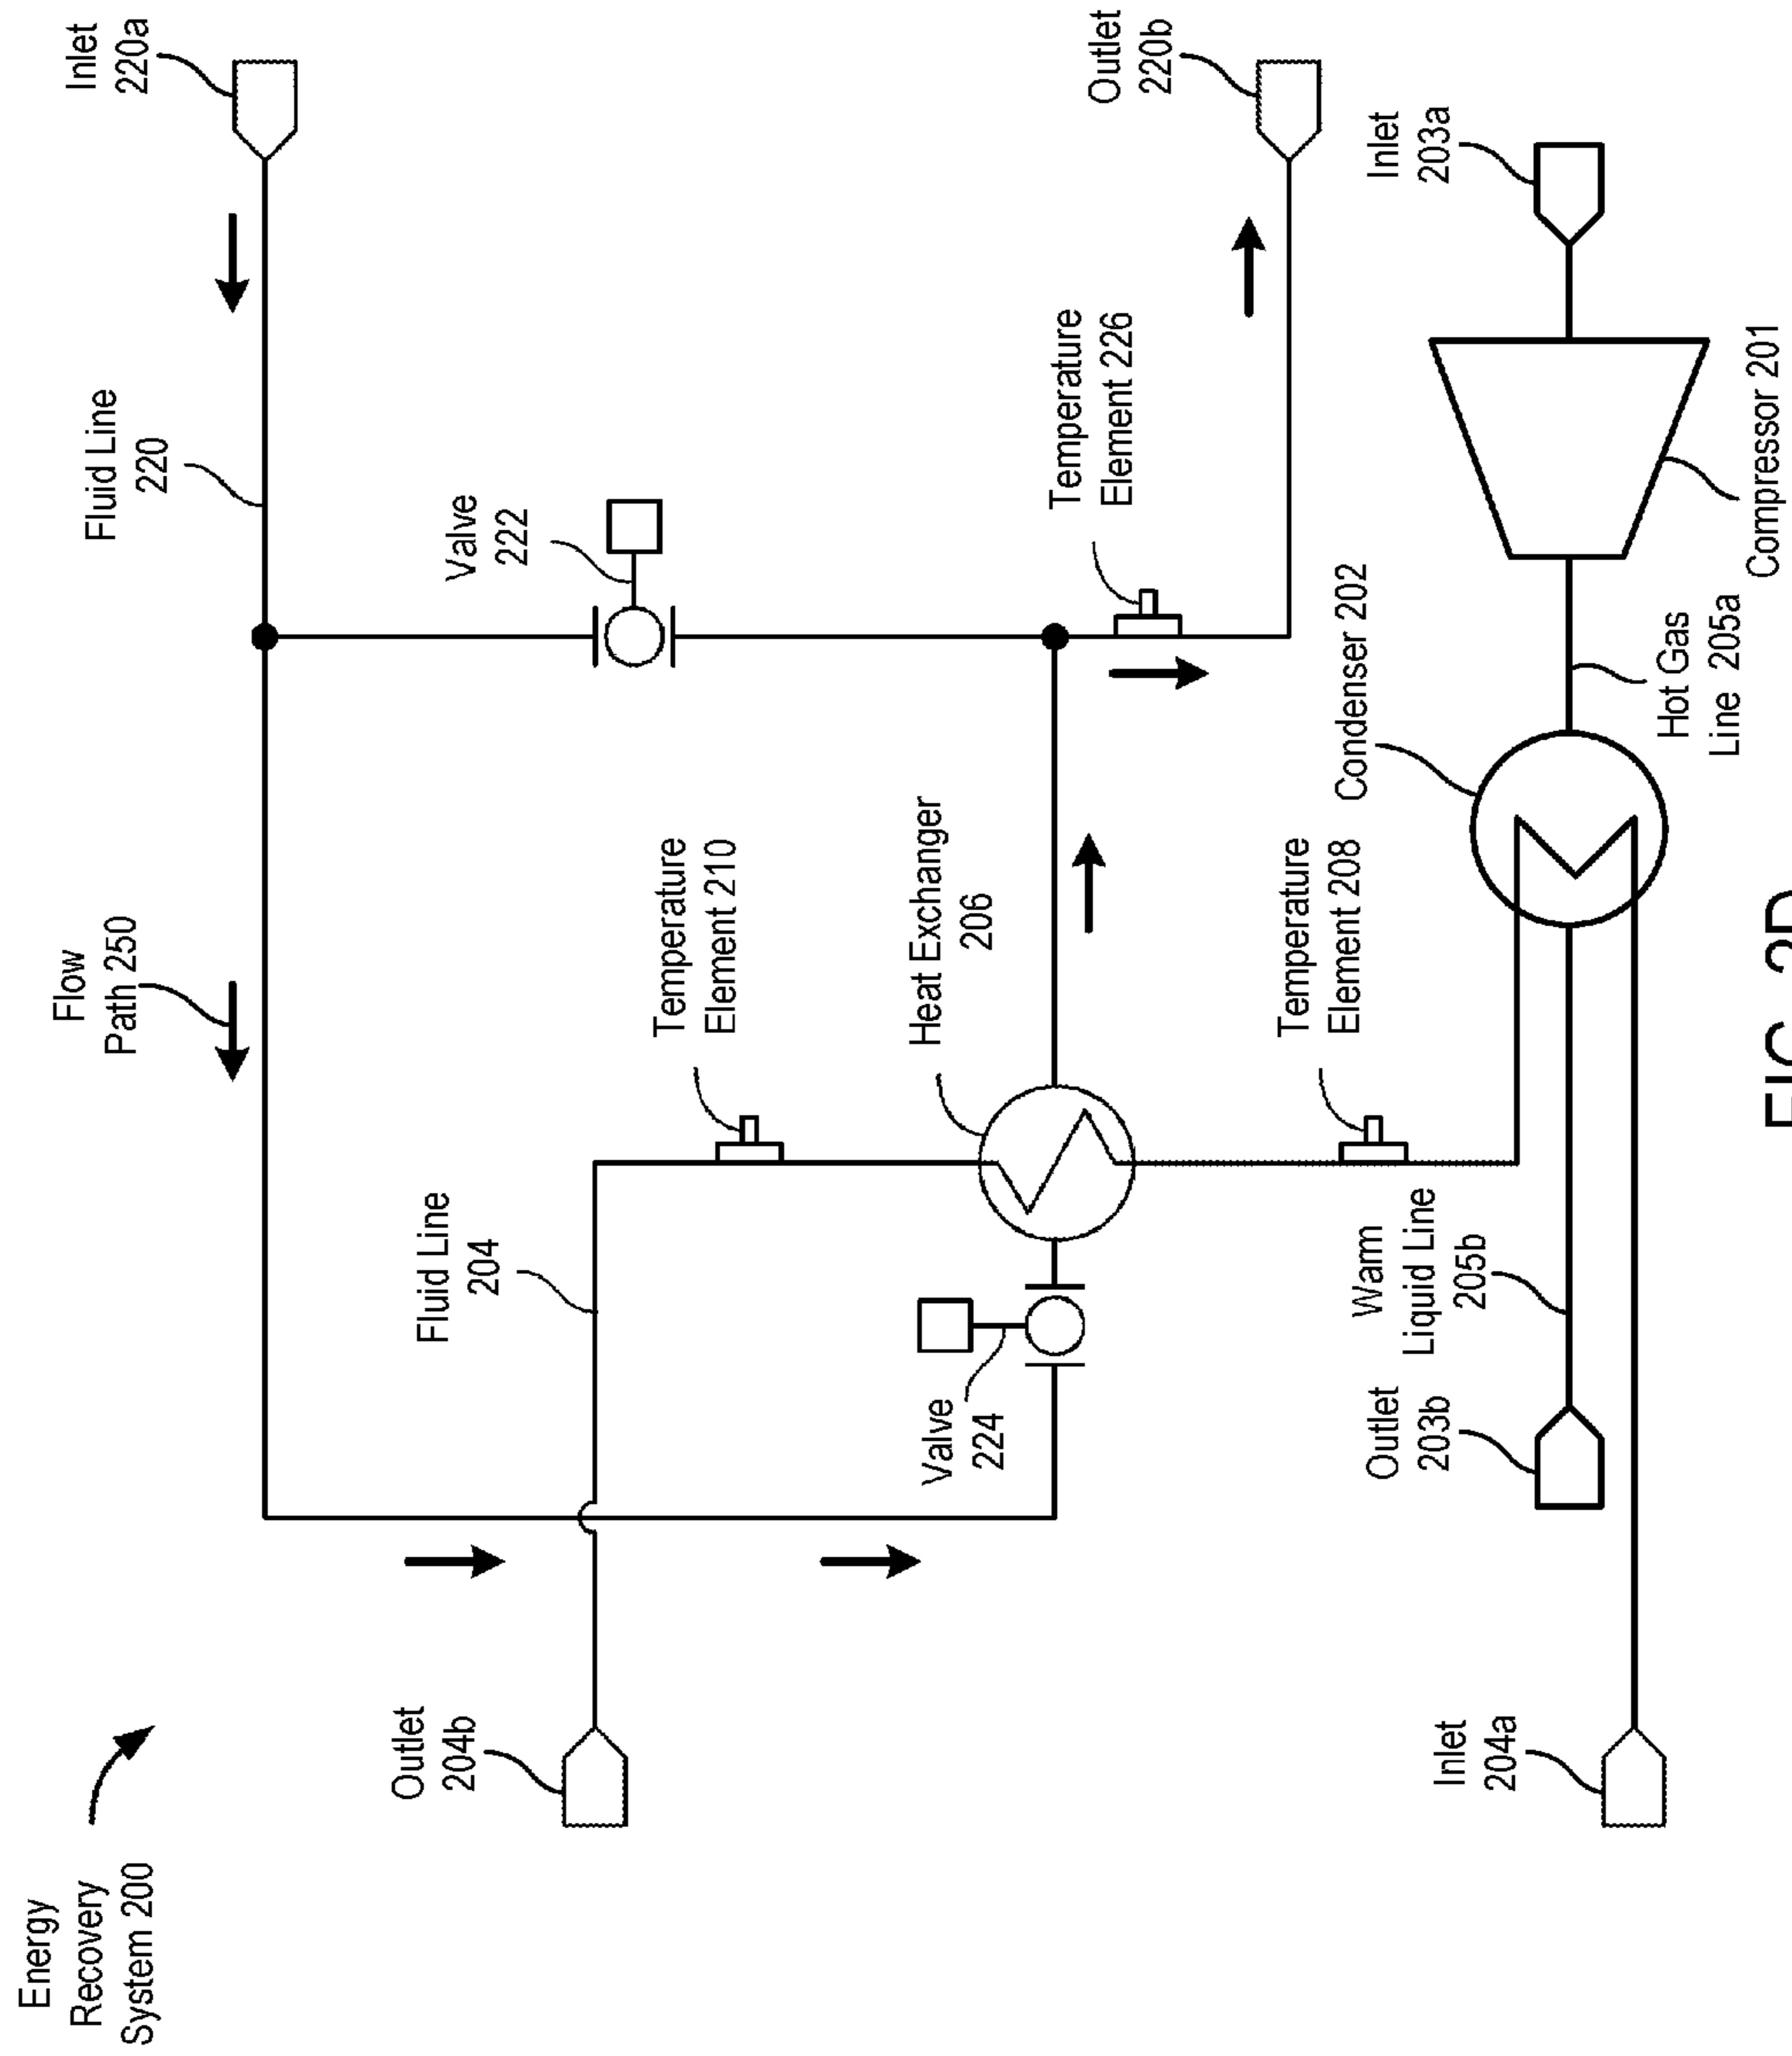 Energy
Recovery
System 200
Flow
Path 250
Fluid Line
220
Inlet
220a
Outlet
204b
Fluid Line
204
Valve
222
Temperature
Element 210
Valve
224
Heat Exchanger
206
Temperature
Element 226
Outlet
220b
Inlet
204a
Outlet
203b
Warm
Liquid Line
205b
Temperature
Element 208
Condenser 202
Inlet
203a
Hot Gas
Line 205a
Compressor 201
FIG